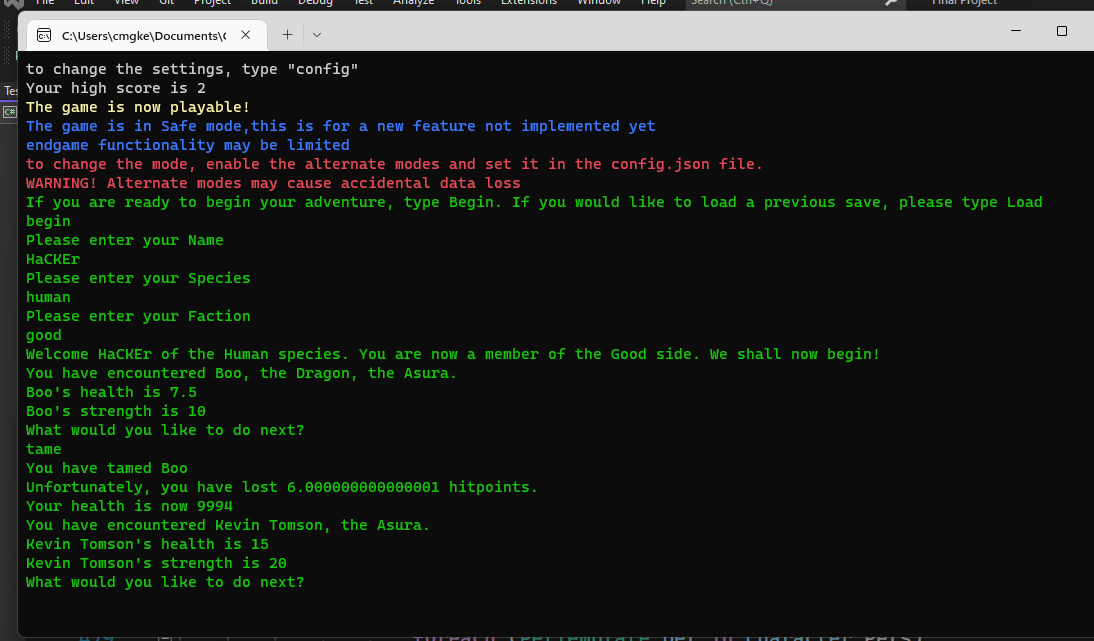 File Edit View Git Project Build Debug Test Analyze Tools Extensions Window Help Search (Ctrl+Q) Final Project
C:\Users\cmgke\Documents\
to change the settings, type "config"
Your high score is 2
The game is now playable!
The game is in Safe mode,this is for a new feature not implemented yet
endgame functionality may be limited
to change the mode, enable the alternate modes and set it in the config.json file.
WARNING! Alternate modes may cause accidental data loss
If you are ready to begin your adventure, type Begin. If you would like to load a previous save, please type Load
begin
Please enter your Name
HaCKEr
Please enter your Species
human
Please enter your Faction
good
Welcome HaCKEr of the Human species. You are now a member of the Good side. We shall now begin!
You have encountered Boo, the Dragon, the Asura.
Boo's health is 7.5
Boo's strength is 10
What would you like to do next?
tame
You have tamed Boo
Unfortunately, you have lost 6.000000000000001 hitpoints.
Your health is now 9994
You have encountered Kevin Tomson, the Asura.
Kevin Tomson's health is 15
Kevin Tomson's strength is 20
What would you like to do next?